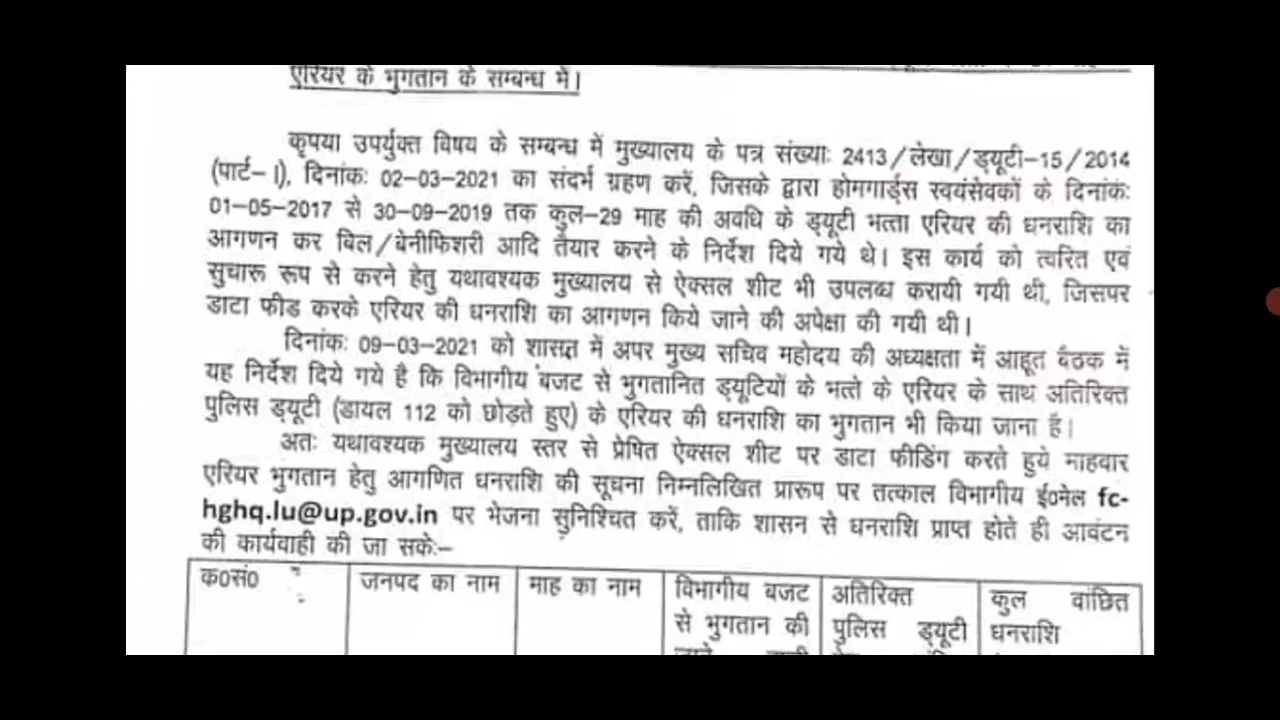 एरियर के भुगतान के सम्बन्ध में।
कृपया उपर्युक्त विषय के सम्बन्ध में मुख्यालय के पत्र संख्याः 2413/लेखा/ड्यूटी-15/2014
(पार्ट-।), दिनांकः 02-03-2021 का संदर्भ ग्रहण करें, जिसके द्वारा होमगार्ड्स स्वयंसेवकों के दिनांकः
01-05-2017 से 30-09-2019 तक कुल-29 माह की अवधि के ड्यूटी भत्ता एरियर की धनराशि का
आगणन कर बिल/बेनीफिशरी आदि तैयार करने के निर्देश दिये गये थे। इस कार्य को त्वरित एवं
सुचारू रूप से करने हेतु यथावश्यक मुख्यालय से ऐक्सल शीट भी उपलब्ध करायी गयी थी, जिसपर
डाटा फीड करके एरियर की धनराशि का आगणन किये जाने की अपेक्षा की गयी थी।
दिनांकः 09-03-2021 को शासन में अपर मुख्य सचिव महोदय की अध्यक्षता में आहूत बैठक में
यह निर्देश दिये गये है कि विभागीय बजट से भुगतानित ड्यूटियों के भत्ते के एरियर के साथ अतिरिक्त
पुलिस ड्यूटी (डायल 112 को छोड़ते हुए) के एरियर की धनराशि का भुगतान भी किया जाना है।
अतः यथावश्यक मुख्यालय स्तर से प्रेषित ऐक्सल शीट पर डाटा फीडिंग करते हुये माहवार
एरियर भुगतान हेतु आगणित धनराशि की सूचना निम्नलिखित प्रारूप पर तत्काल विभागीय ई0मेल fc-
hghq.lu@up.gov.in पर भेजना सुनिश्चित करें, ताकि शासन से धनराशि प्राप्त होते ही आवंटन
की कार्यवाही की जा सकेः-
क0सं0 जनपद का नाम माह का नाम विभागीय बजट अतिरिक्त कुल वांछित
से भुगतान की पुलिस ड्यूटी धनराशि